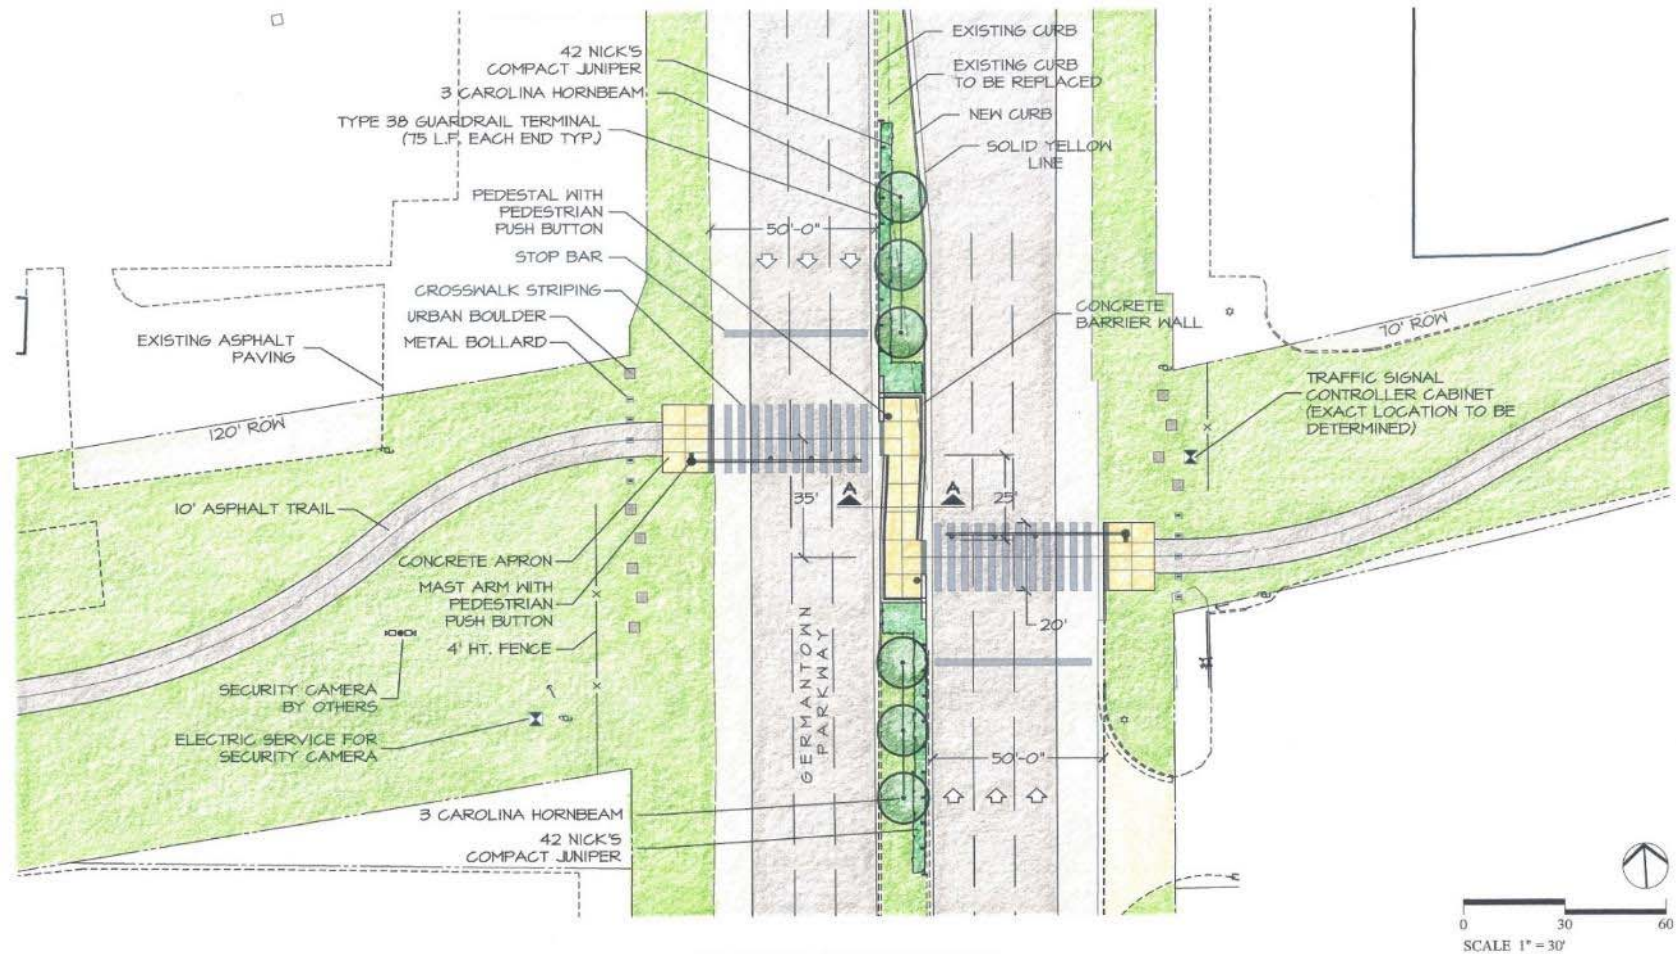 42 NICK'S
COMPACT JUNIPER
3 CAROLINA HORNBEAM
TYPE 38 GUARDRAIL TERMINAL
(75 L.F. EACH END TYP.)
PEDESTAL WITH
PEDESTRIAN
PUSH BUTTON
STOP BAR
CROSSWALK STRIPING
URBAN BOULDER
METAL BOLLARD
EXISTING ASPHALT
PAVING
120' ROW
10' ASPHALT TRAIL
CONCRETE APRON
MAST ARM WITH
PEDESTRIAN
PUSH BUTTON
4' HT. FENCE
SECURITY CAMERA
BY OTHERS
ELECTRIC SERVICE FOR
SECURITY CAMERA
3 CAROLINA HORNBEAM
42 NICK'S
COMPACT JUNIPER
50'-0"
35'
A
A
25'
GERMANTOWN
PARKWAY
20'
50'-0"
EXISTING CURB
EXISTING CURB
TO BE REPLACED
NEW CURB
SOLID YELLOW
LINE
CONCRETE
BARRIER WALL
70' ROW
TRAFFIC SIGNAL
CONTROLLER CABINET
(EXACT LOCATION TO BE
DETERMINED)
0 30 60
SCALE 1" = 30'